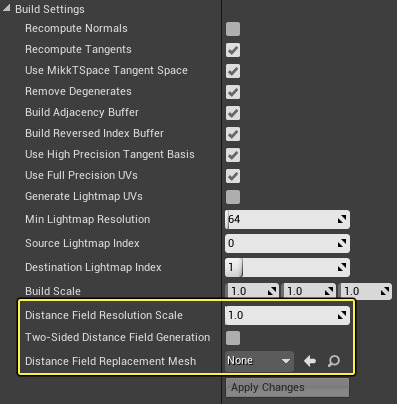 Build Settings
Recompute Normals
Recompute Tangents
Use MikkTSpace Tangent Space
Remove Degenerates
Build Adjacency Buffer
Build Reversed Index Buffer
Use High Precision Tangent Basis
Use Full Precision UVs
Generate Lightmap UVs
Min Lightmap Resolution 64
Source Lightmap Index 0
Destination Lightmap Index 1
Build Scale 1.0 1.0 1.0
Distance Field Resolution Scale 1.0
Two-Sided Distance Field Generation
Distance Field Replacement Mesh None
Apply Changes